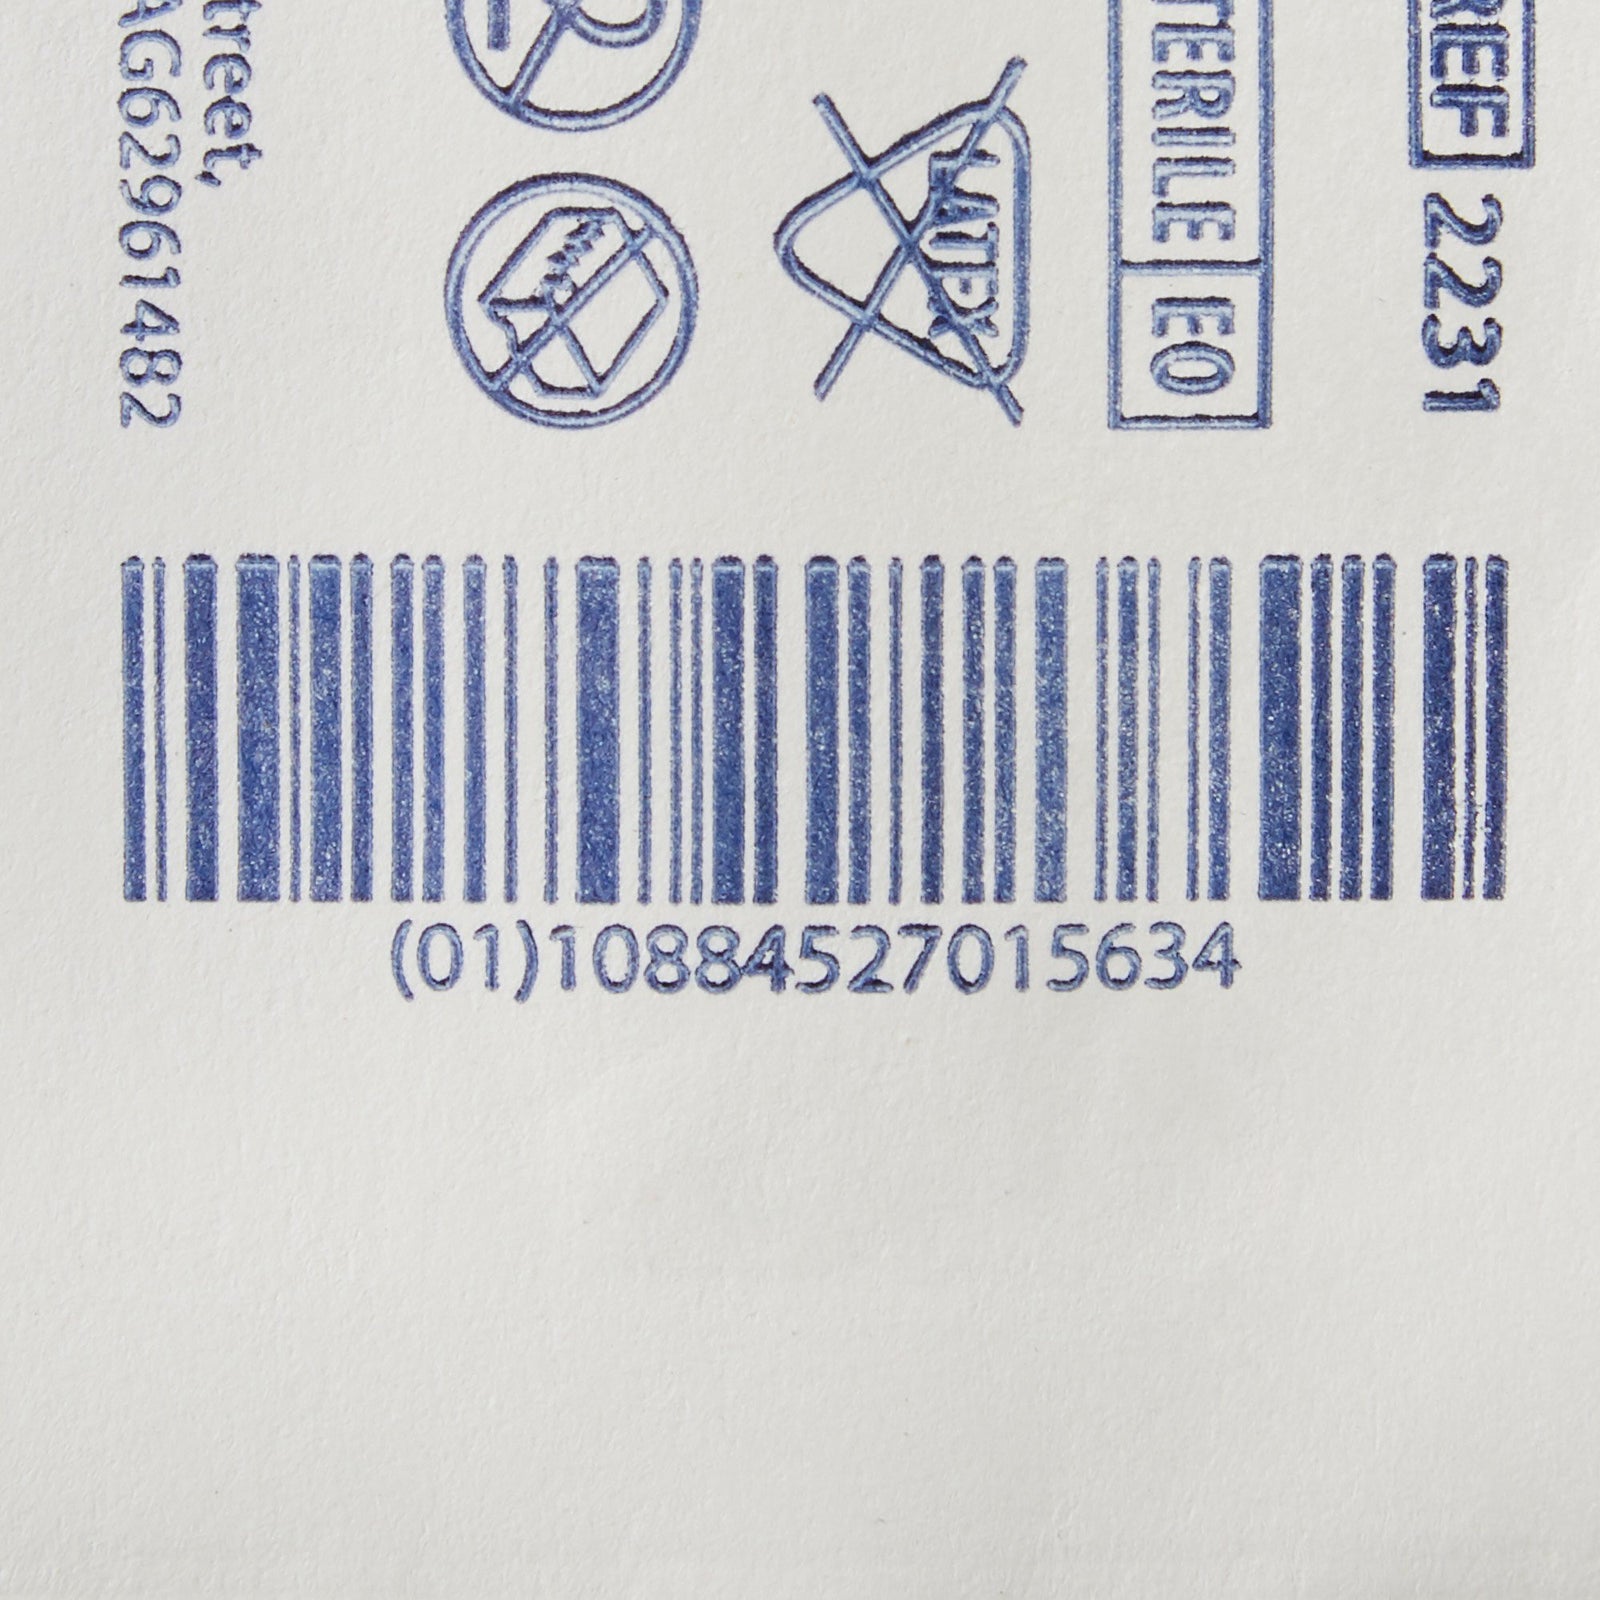 REF 2231
STERILE EO
LATEX
treet,
AG62961482
(01)10884527015634